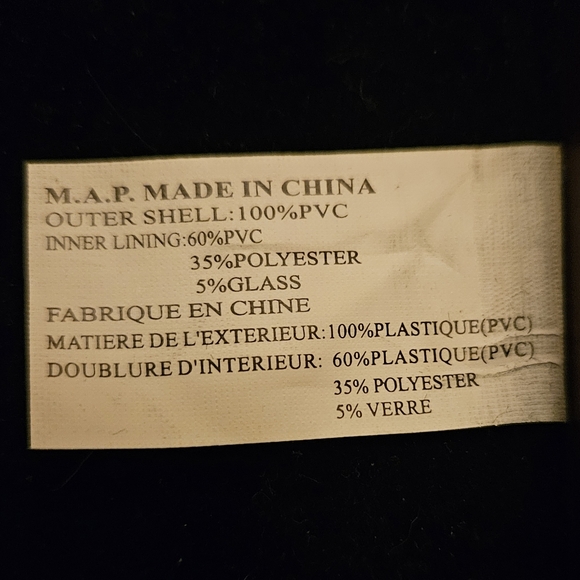 M.A.P. MADE IN CHINA
OUTER SHELL:100%PVC
INNER LINING:60%PVC
35%POLYESTER
5%GLASS
FABRIQUE EN CHINE
MATIERE DE L'EXTERIEUR:100%PLASTIQUE(PVC)
DOUBLURE D'INTERIEUR: 60%PLASTIQUE(PVC)
35% POLYESTER
5% VERRE